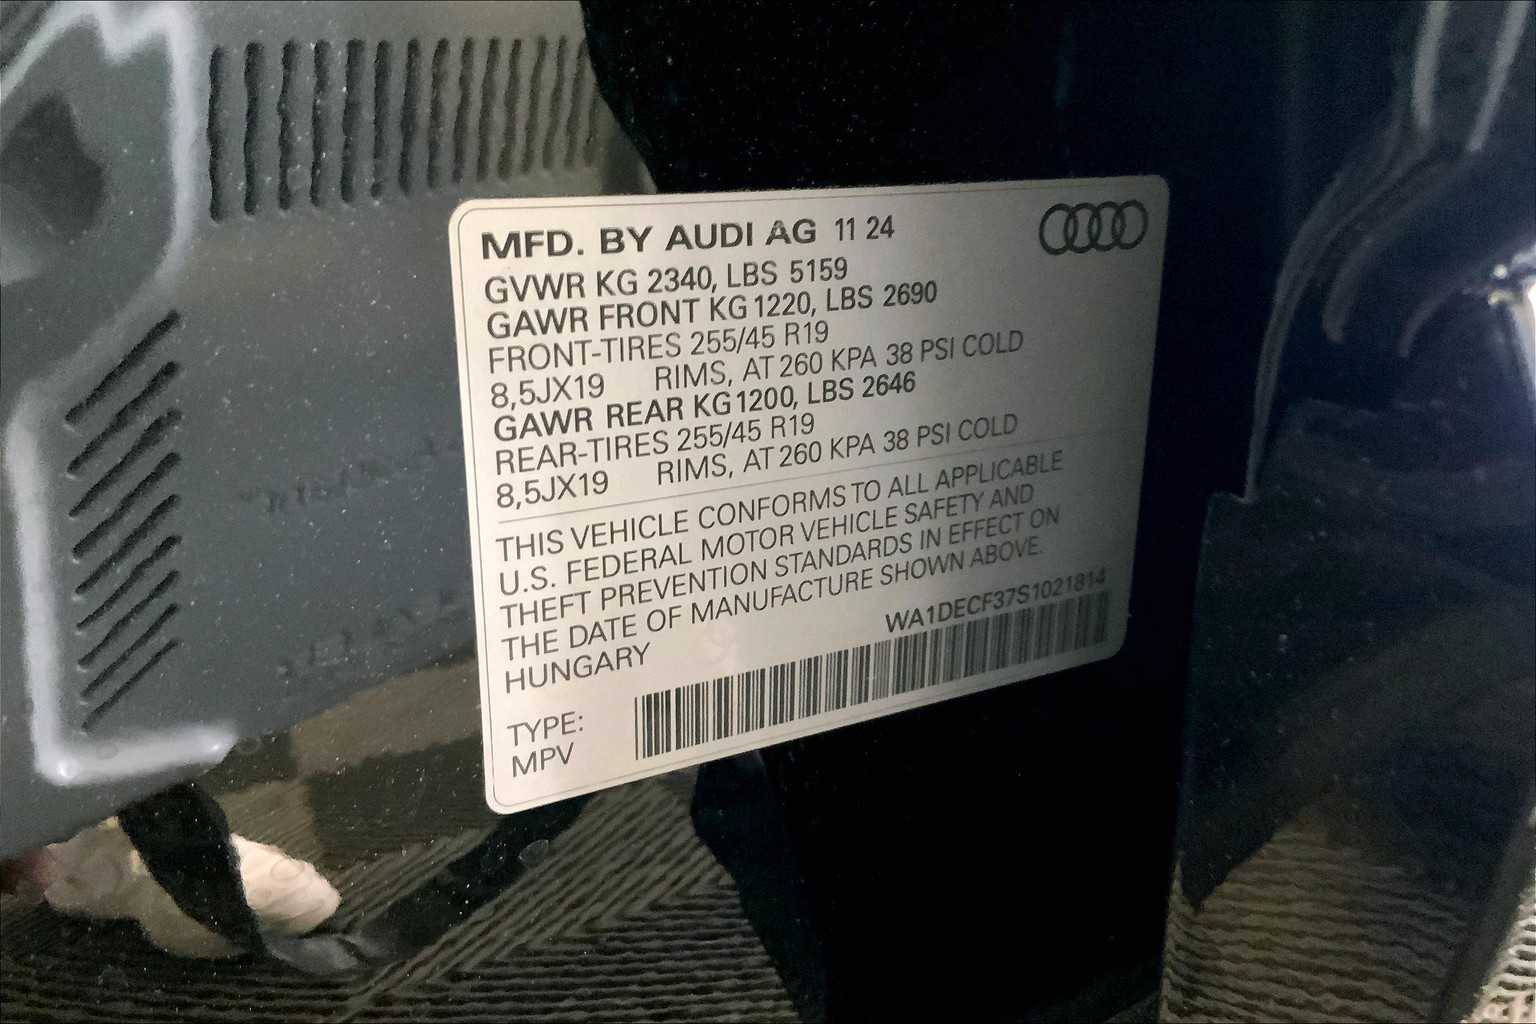 MFD. BY AUDI AG 11 24
GVWR KG 2340, LBS 5159
GAWR FRONT KG 1220, LBS 2690
FRONT-TIRES 255/45 R19
8,5JX19 RIMS, AT 260 KPA 38 PSI COLD
GAWR REAR KG 1200, LBS 2646
REAR-TIRES 255/45 R19
8,5JX19 RIMS, AT 260 KPA 38 PSI COLD
THIS VEHICLE CONFORMS TO ALL APPLICABLE
U.S. FEDERAL MOTOR VEHICLE SAFETY AND
THEFT PREVENTION STANDARDS IN EFFECT ON
THE DATE OF MANUFACTURE SHOWN ABOVE.
HUNGARY
WA1DECF37S1021814
TYPE:
MPV